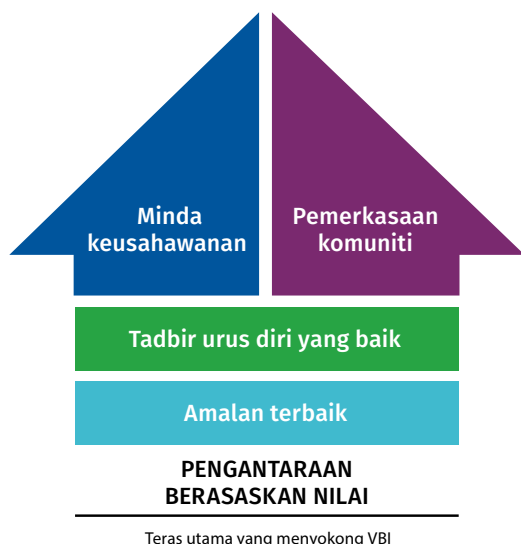 Minda
keusahawanan
Pemerkasaan
komuniti
Tadbir urus diri yang baik
Amalan terbaik
PENGANTARAAN
BERASASKAN NILAI
Teras utama yang menyokong VBI